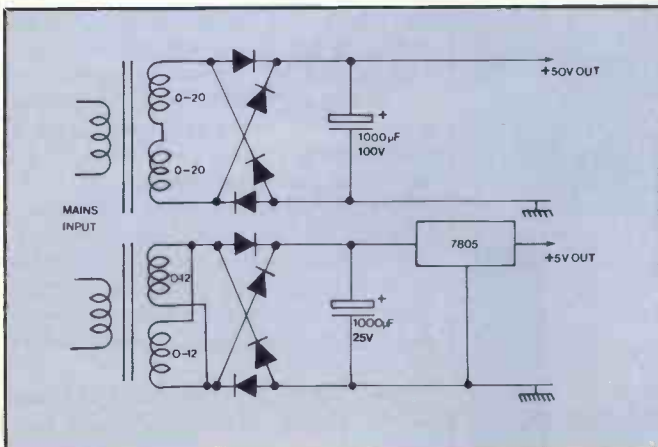 +50V OUT
0-20
+
1000µF
100V
0-20
MAINS
INPUT
7805
+5V OUT
0-12
+
1000µF
25V
0-12